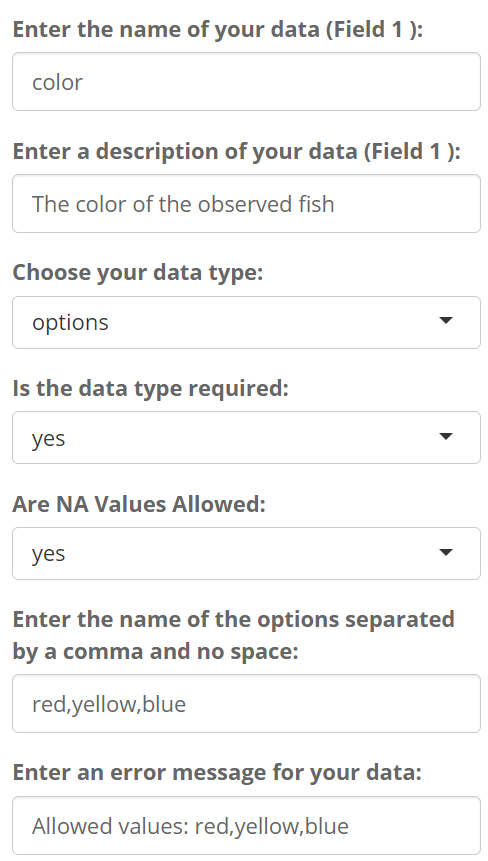 Enter the name of your data (Field 1 ):
color
Enter a description of your data (Field 1 ):
The color of the observed fish
Choose your data type:
options
Is the data type required:
yes
Are NA Values Allowed:
yes
Enter the name of the options separated
by a comma and no space:
red,yellow,blue
Enter an error message for your data:
Allowed values: red,yellow,blue